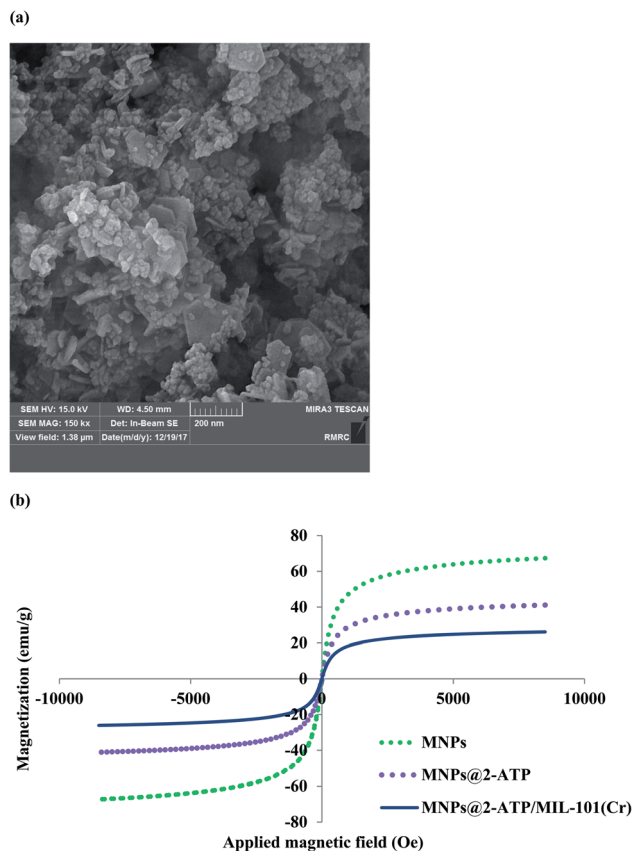 (a)
SEM HV: 15.0 kV WD: 4.50 mm MIRA3 TESCAN
SEM MAG: 150 kx Det: In-Beam SE 200 nm
View field: 1.38 µm Date(m/d/y): 12/19/17 RMRC
(b)
Magnetization (emu/g)
80
60
40
20
0
-20
-40
-60
-80
-10000 -5000 0 5000 10000
MNPs
MNPs@2-ATP
MNPs@2-ATP/MIL-101(Cr)
Applied magnetic field (Oe)